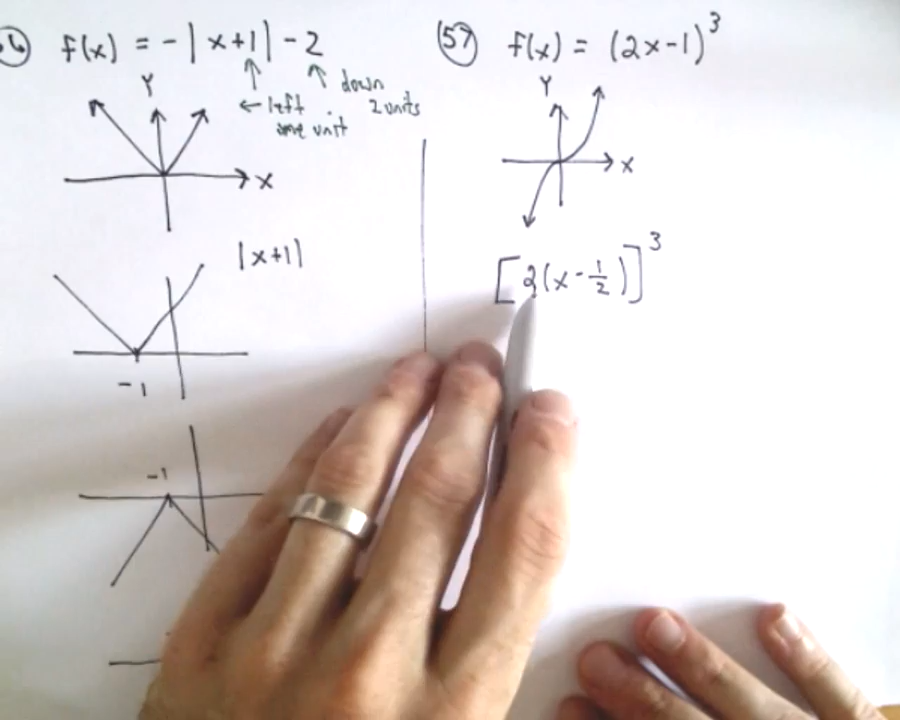 56 f(x) = -|x+1| - 2
← left one unit
down 2 units
Y
X
|x+1|
-1
-1
57 f(x) = (2x-1)³
Y
X
[2(x - 1/2)]³